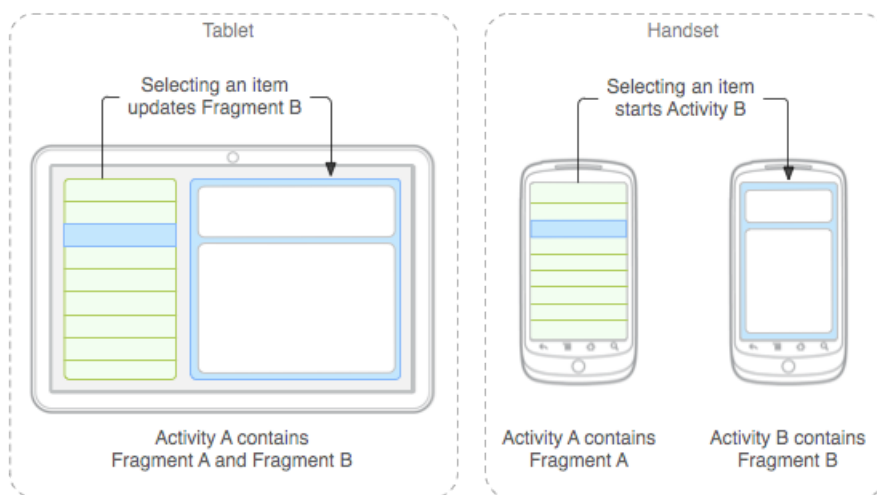 Tablet
Selecting an item
updates Fragment B
Activity A contains
Fragment A and Fragment B
Handset
Selecting an item
starts Activity B
Activity A contains
Fragment A
Activity B contains
Fragment B